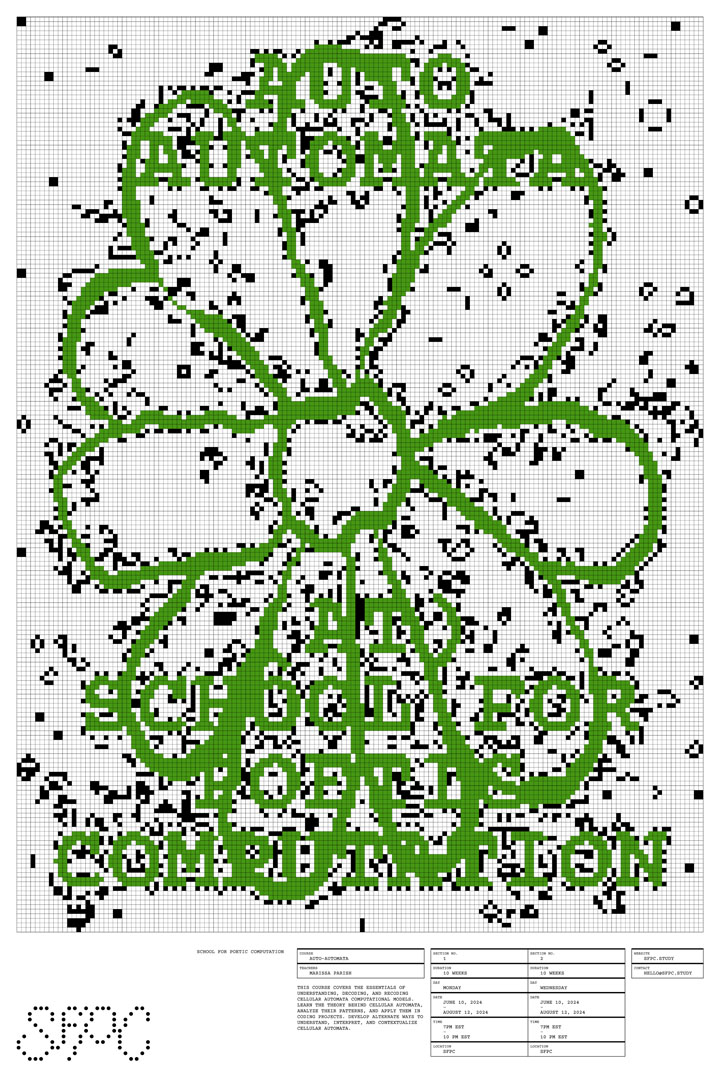 AUTO
AUTOMATA
AT
SCHOOL FOR
POETIC
COMPUTATION
SCHOOL FOR POETIC COMPUTATION
COURSE
AUTO-AUTOMATA
TEACHERS
MARISSA PARISH
THIS COURSE COVERS THE ESSENTIALS OF
UNDERSTANDING, DECODING, AND RECODING
CELLULAR AUTOMATA COMPUTATIONAL MODELS.
LEARN THE THEORY BEHIND CELLULAR AUTOMATA,
ANALYZE THEIR PATTERNS, AND APPLY THEM IN
CODING PROJECTS. DEVELOP ALTERNATE WAYS TO
UNDERSTAND, INTERPRET, AND CONTEXTUALIZE
CELLULAR AUTOMATA.
SECTION NO.
1
DURATION
10 WEEKS
DAY
MONDAY
DATE
JUNE 10, 2024
–
AUGUST 12, 2024
TIME
7PM EST
–
10 PM EST
LOCATION
SFPC
SECTION NO.
2
DURATION
10 WEEKS
DAY
WEDNESDAY
DATE
JUNE 10, 2024
–
AUGUST 12, 2024
TIME
7PM EST
–
10 PM EST
LOCATION
SFPC
WEBSITE
SFPC.STUDY
CONTACT
HELLO@SFPC.STUDY
SFPC